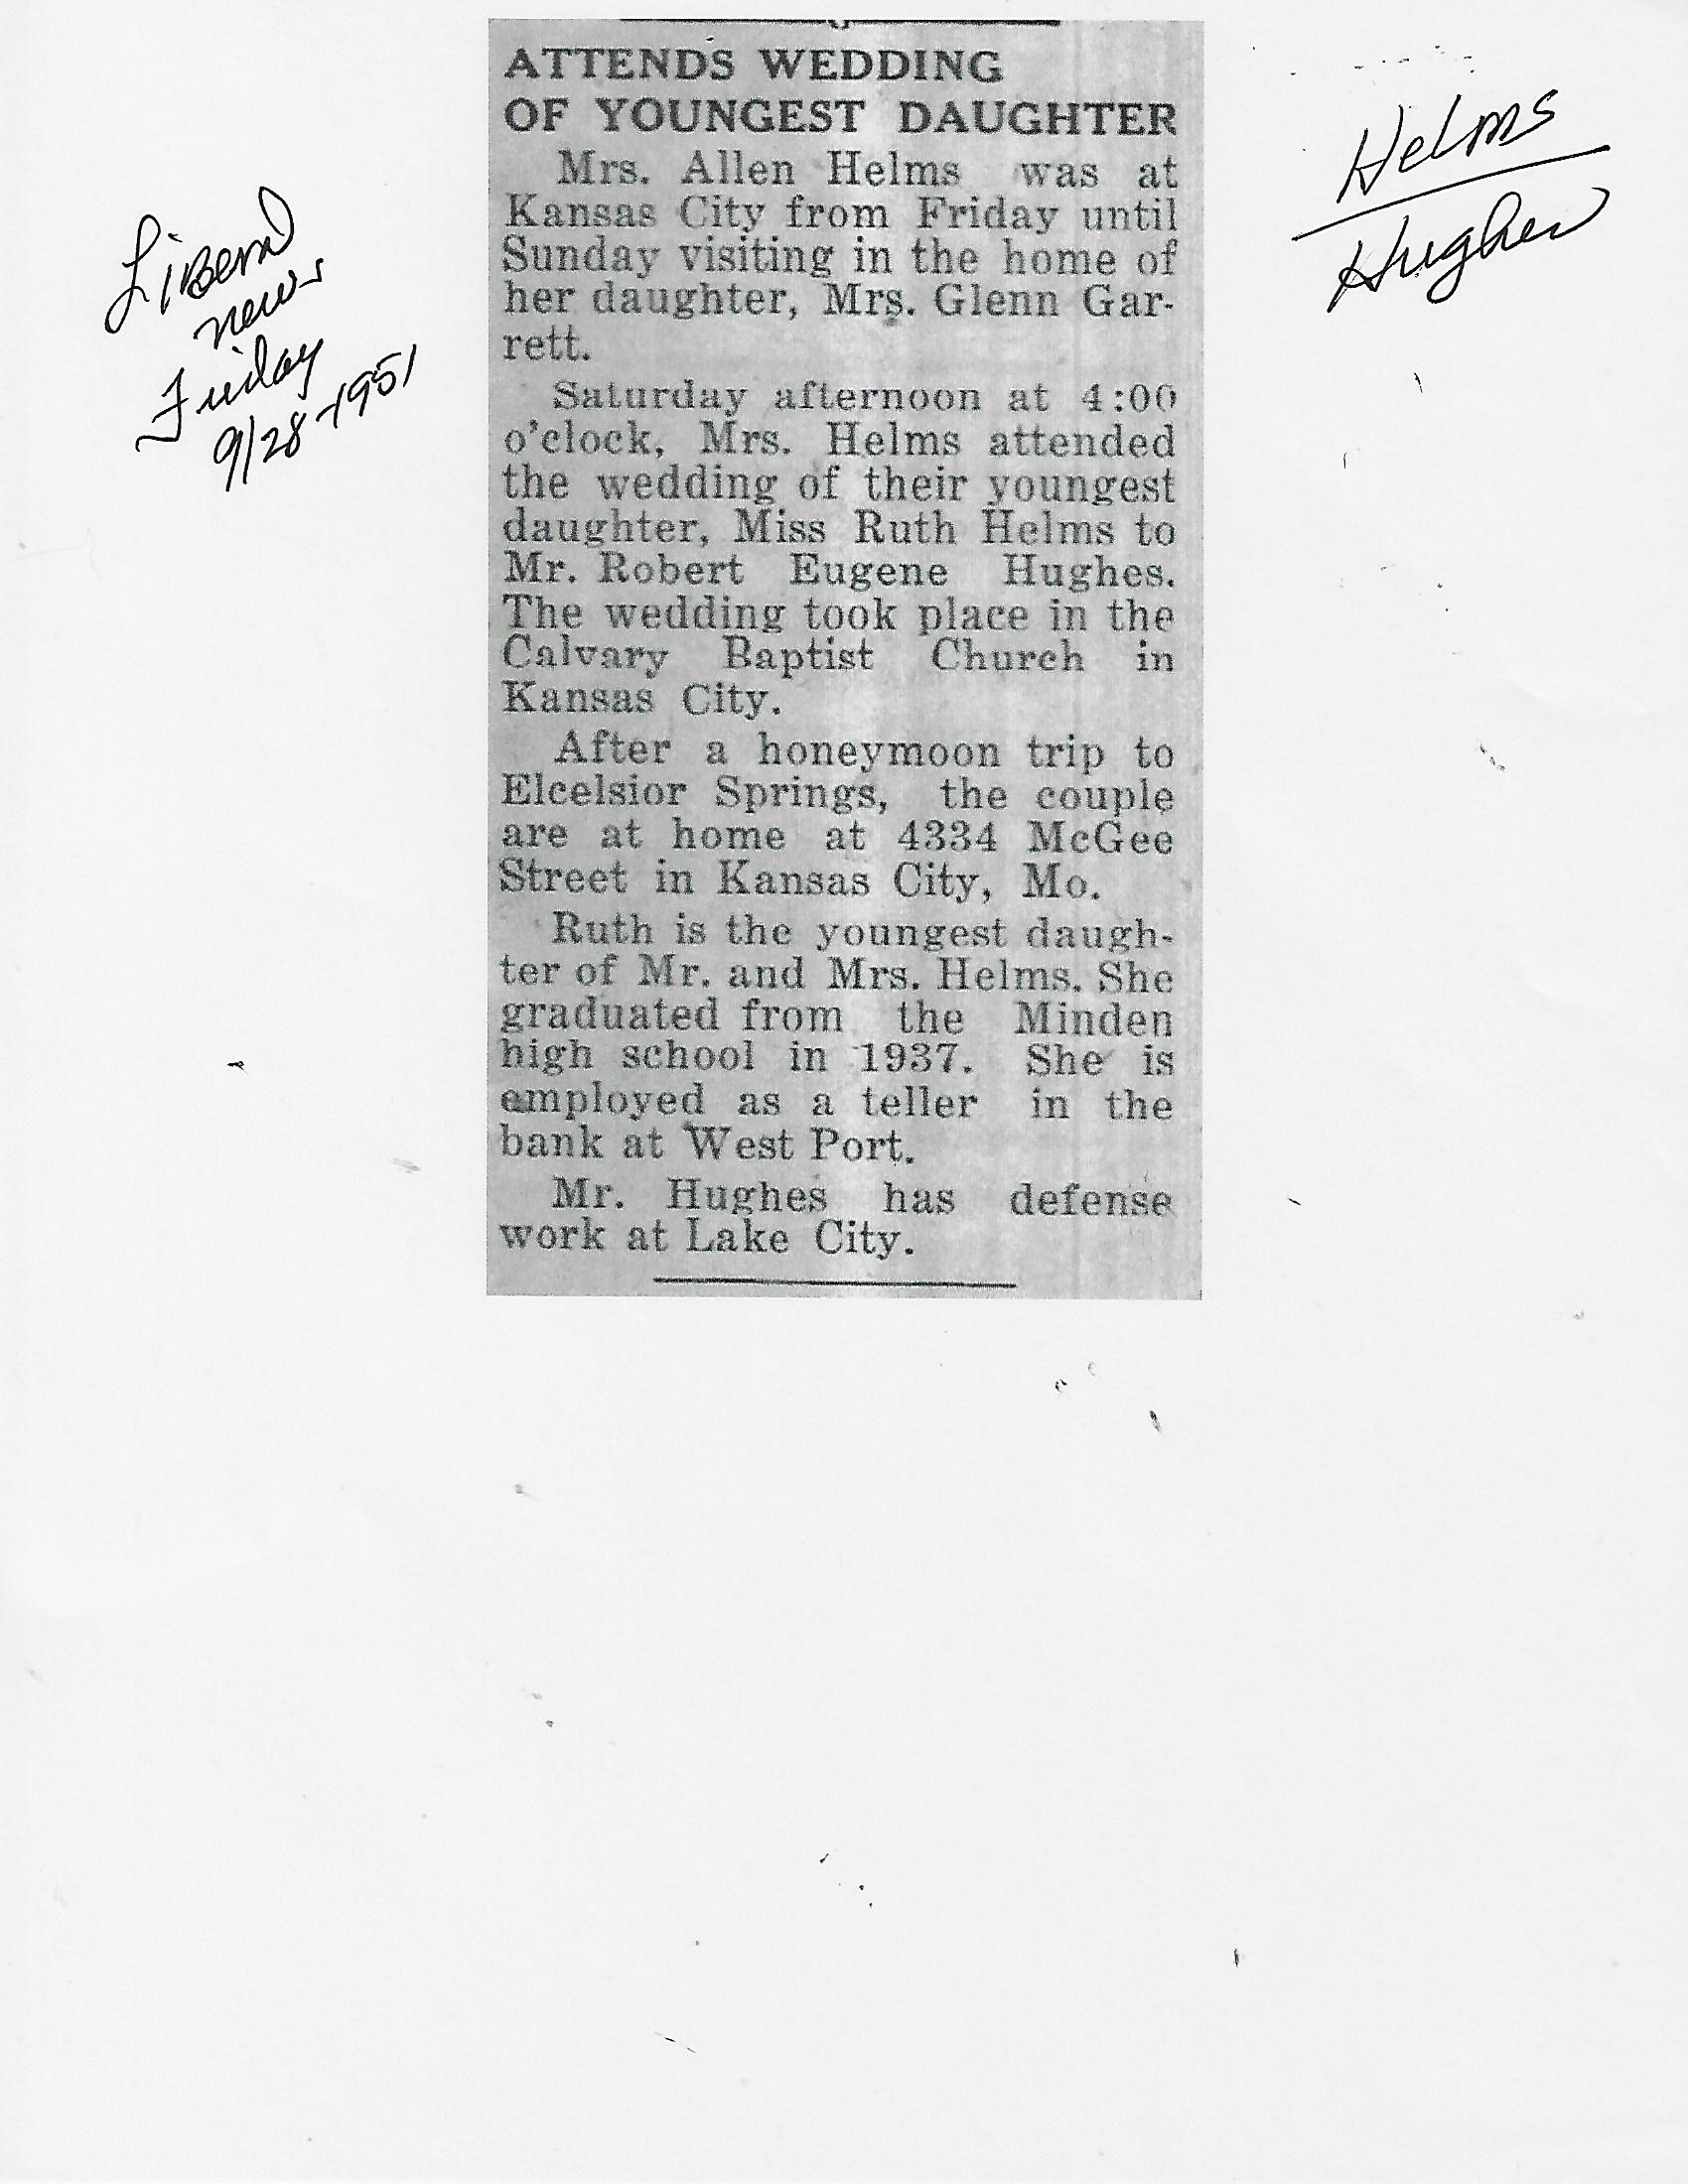 Liberal
news
Friday
9/28-1951
Helms
Hughes
ATTENDS WEDDING
OF YOUNGEST DAUGHTER
Mrs. Allen Helms was at
Kansas City from Friday until
Sunday visiting in the home of
her daughter, Mrs. Glenn Gar-
rett.
Saturday afternoon at 4:00
o'clock, Mrs. Helms attended
the wedding of their youngest
daughter, Miss Ruth Helms to
Mr. Robert Eugene Hughes.
The wedding took place in the
Calvary Baptist Church in
Kansas City.
After a honeymoon trip to
Elcelsior Springs, the couple
are at home at 4334 McGee
Street in Kansas City, Mo.
Ruth is the youngest daugh-
ter of Mr. and Mrs. Helms. She
graduated from the Minden
high school in 1937. She is
employed as a teller in the
bank at West Port.
Mr. Hughes has defense
work at Lake City.